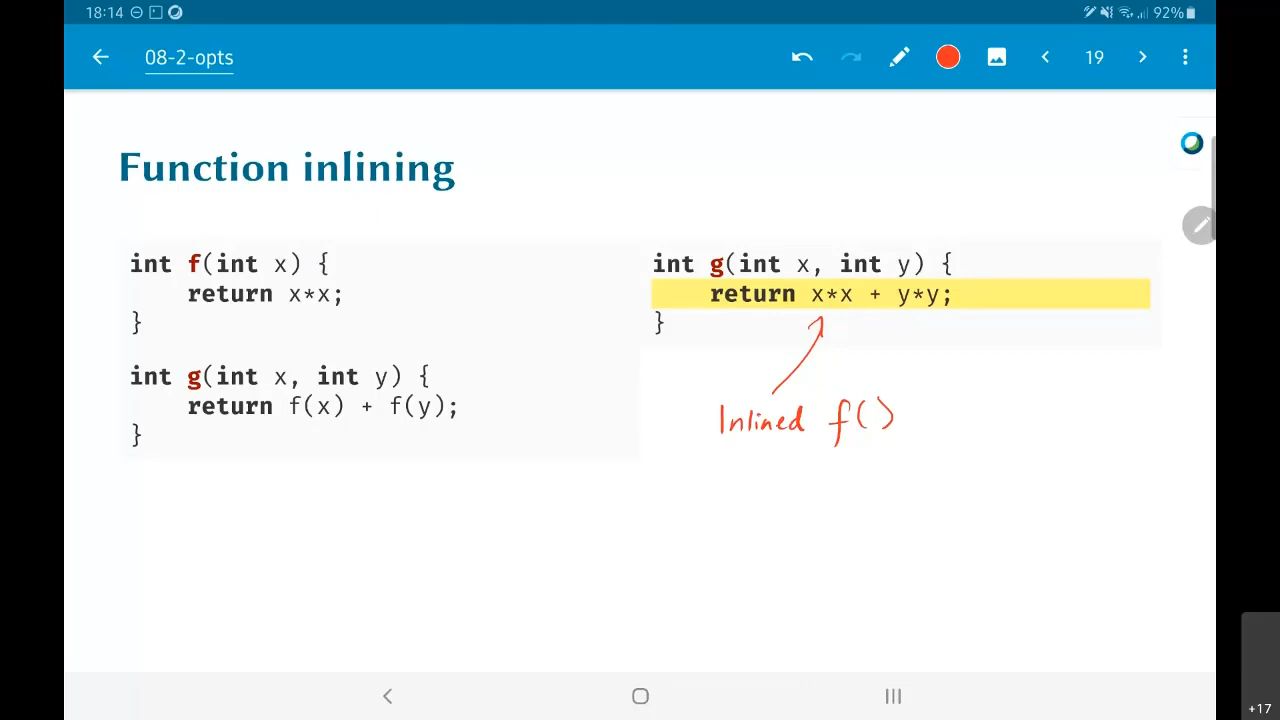 18:14
92%
08-2-opts
19
Function inlining
int f(int x) {
return x*x;
}
int g(int x, int y) {
return f(x) + f(y);
}
int g(int x, int y) {
return x*x + y*y;
}
Inlined f()
+17